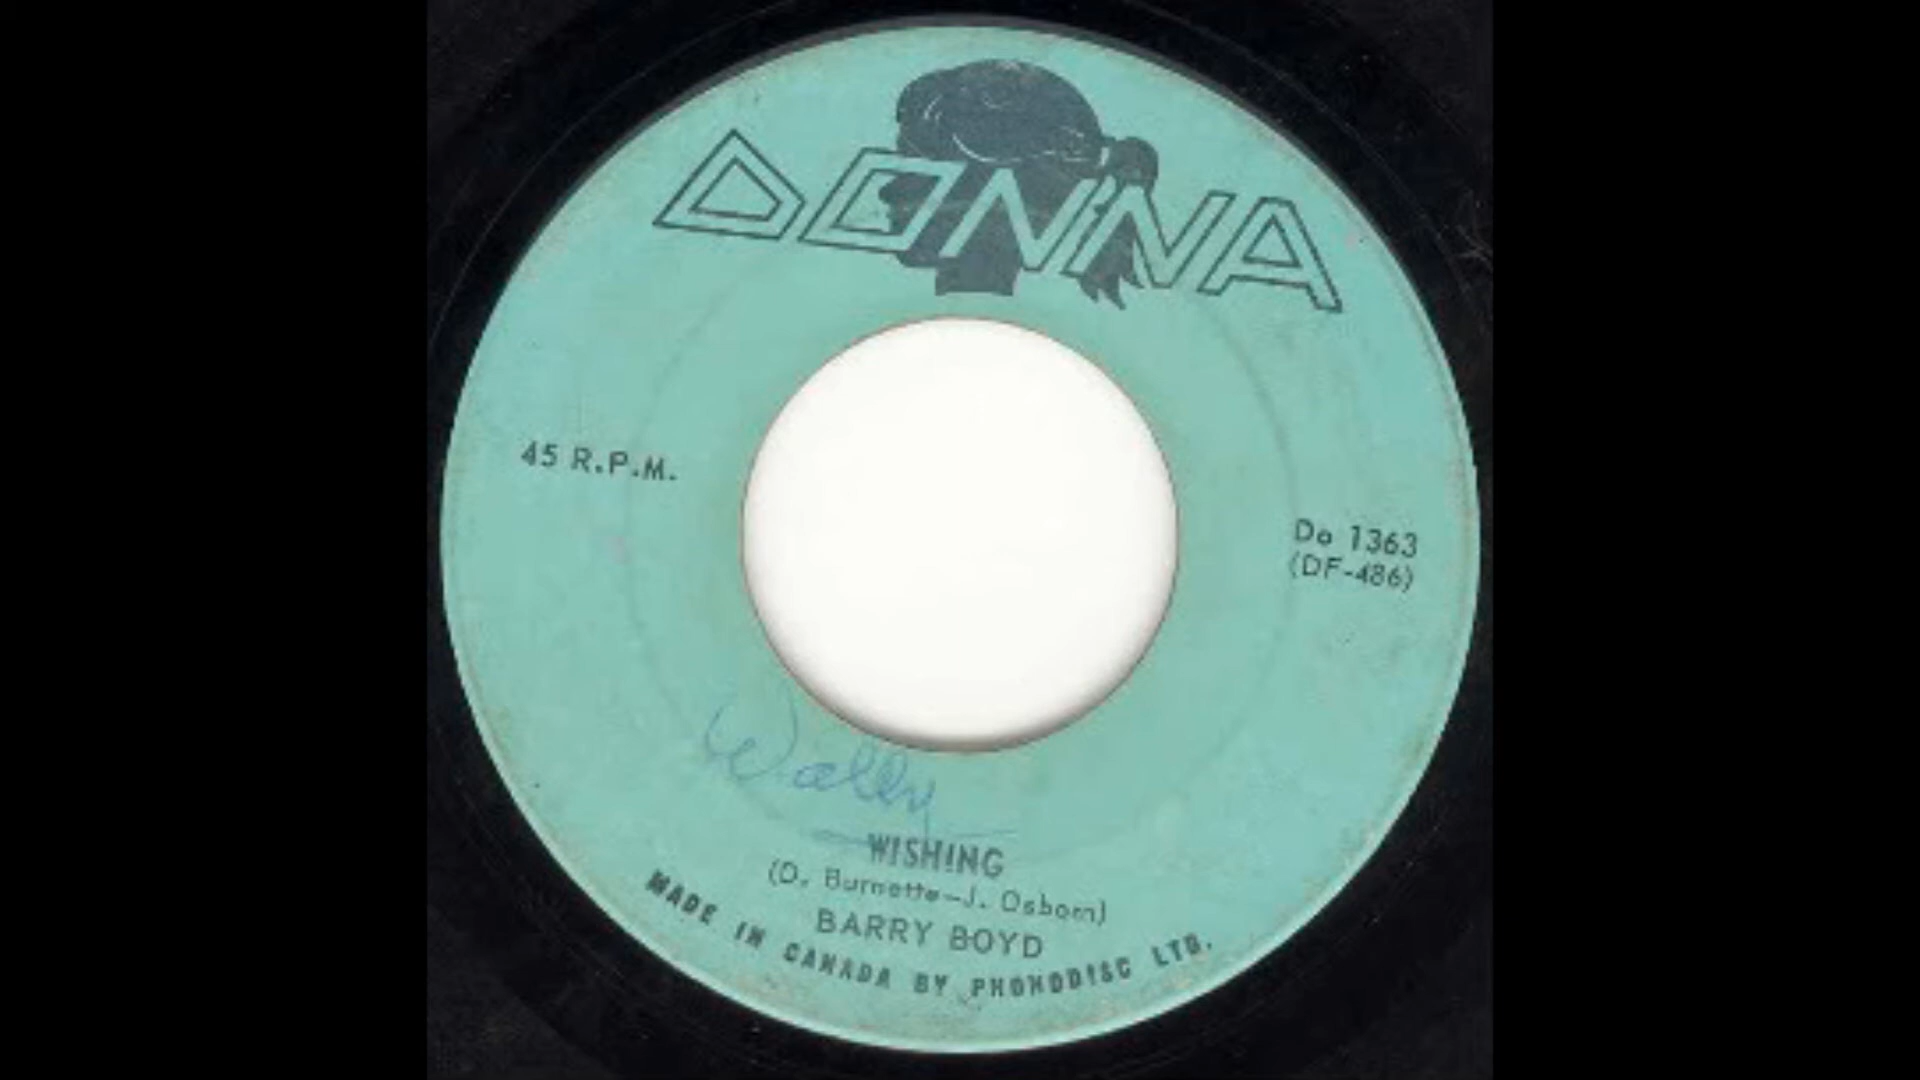 DONNA
45 R.P.M.
Do 1363
(DF-486)
Wally
WISHING
(D. Burnette-J. Osborn)
BARRY BOYD
MADE IN CANADA BY PHONODISC LTD.